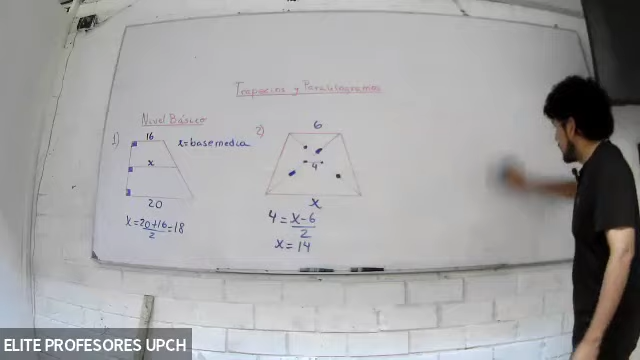 Trapecios y Paralelogramos
Nivel Básico
1)
16
x
20
x = base media
x = 20+16 = 18
2
2)
6
4
x
4 = x-6
2
x = 14
ELITE PROFESORES UPCH